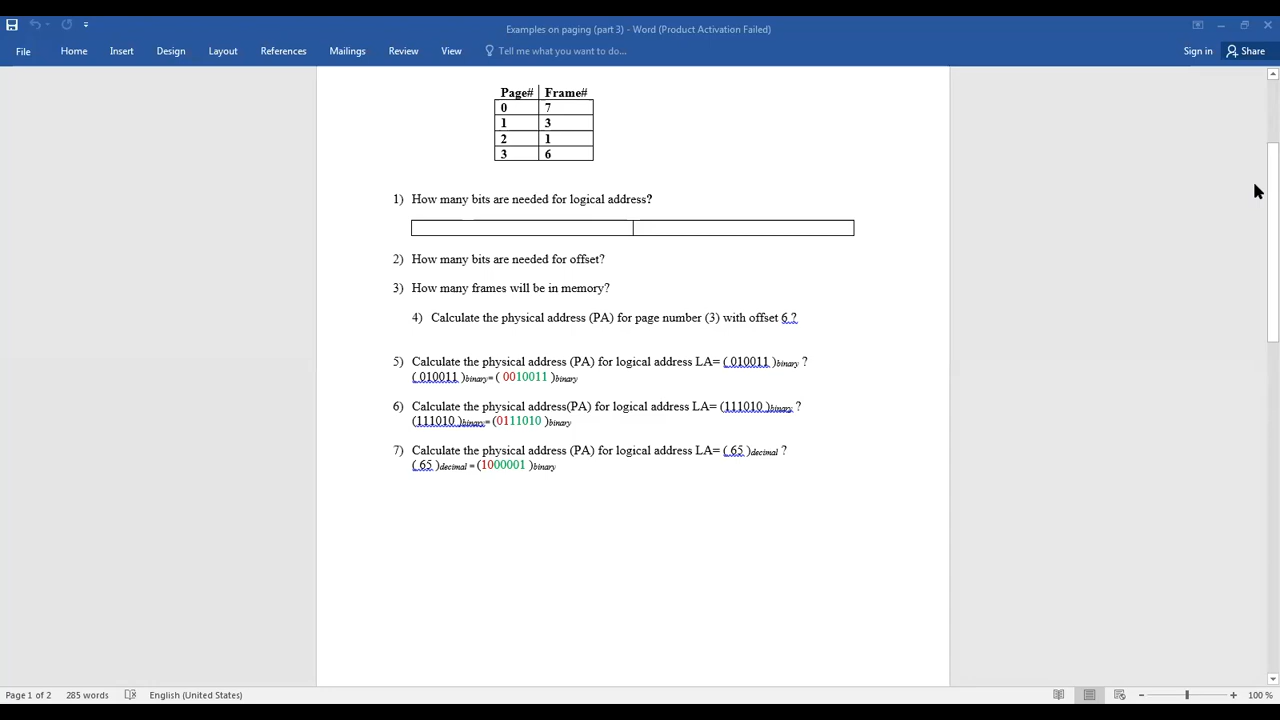 Examples on paging (part 3) - Word (Product Activation Failed)
File Home Insert Design Layout References Mailings Review View Tell me what you want to do... Sign in Share
Page# Frame#
0 7
1 3
2 1
3 6
1) How many bits are needed for logical address?
2) How many bits are needed for offset?
3) How many frames will be in memory?
4) Calculate the physical address (PA) for page number (3) with offset 6 ?
5) Calculate the physical address (PA) for logical address LA= ( 010011 )binary ?
( 010011 )binary= ( 0010011 )binary
6) Calculate the physical address(PA) for logical address LA= (111010 )binary ?
(111010 )binary= (0111010 )binary
7) Calculate the physical address (PA) for logical address LA= ( 65 )decimal ?
( 65 )decimal = (1000001 )binary
Page 1 of 2 285 words English (United States) 100 %